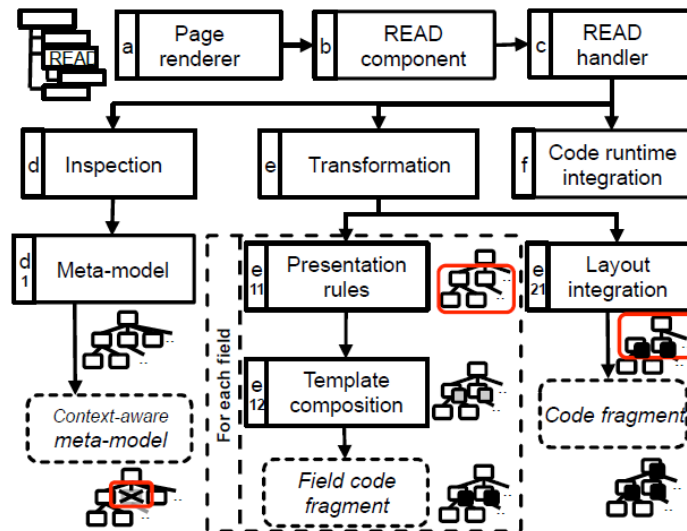 READ
a
Page
renderer
b
READ
component
c
READ
handler
d
Inspection
e
Transformation
f
Code runtime
integration
d
1
Meta-model
For each field
e
11
Presentation
rules
e
21
Layout
integration
e
12
Template
composition
Context-aware
meta-model
Field code
fragment
Code fragment